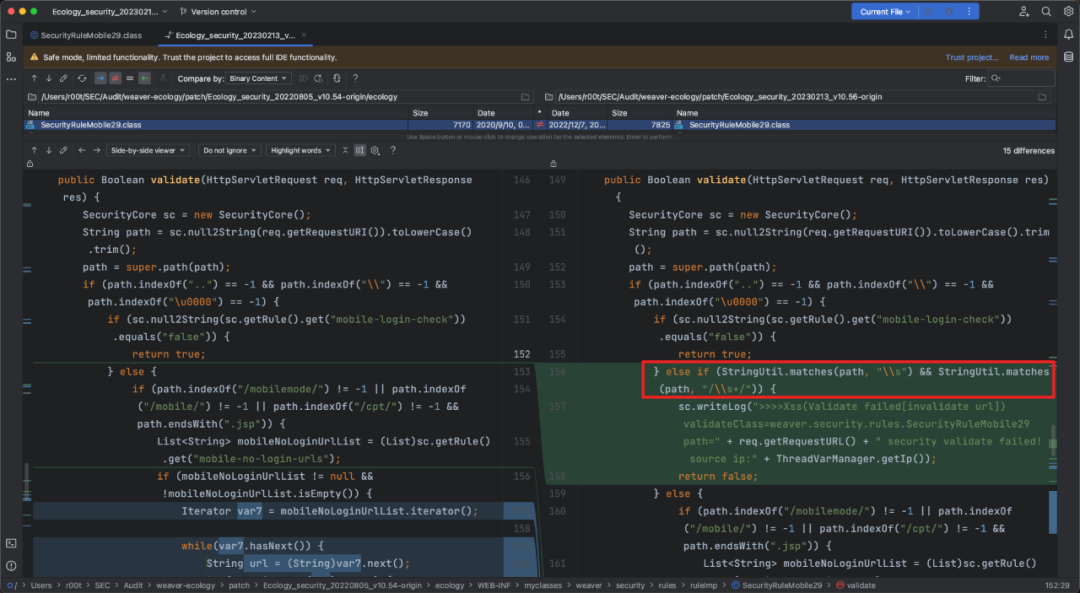 Ecology_security_2023021... Version control Current File
SecurityRuleMobile29.class Ecology_security_20230213_v...
Safe mode, limited functionality. Trust the project to access full IDE functionality. Trust project... Read more
Compare by: Binary Content ? Filter:
/Users/r00t/SEC/Audit/weaver-ecology/patch/Ecology_security_20220805_v10.54-origin/ecology /Users/r00t/SEC/Audit/weaver-ecology/patch/Ecology_security_20230213_v10.56-origin
Name Size Date * Date Size Name
SecurityRuleMobile29.class 7170 2020/9/10, 0... 2022/12/7, 20... 7825 SecurityRuleMobile29.class
Use Space button or mouse click to change operation for the selected elements. Enter to perform.
Side-by-side viewer Do not ignore Highlight words ? 15 differences
public Boolean validate(HttpServletRequest req, HttpServletResponse 146 149 public Boolean validate(HttpServletRequest req, HttpServletResponse res)
res) { {
SecurityCore sc = new SecurityCore(); 147 150 SecurityCore sc = new SecurityCore();
String path = sc.null2String(req.getRequestURI()).toLowerCase() 148 151 String path = sc.null2String(req.getRequestURI()).toLowerCase().trim
.trim(); ();
path = super.path(path); 149 152 path = super.path(path);
if (path.indexOf("..") == -1 && path.indexOf("\\") == -1 && 150 153 if (path.indexOf("..") == -1 && path.indexOf("\\") == -1 &&
path.indexOf("\u0000") == -1) { path.indexOf("\u0000") == -1) {
if (sc.null2String(sc.getRule().get("mobile-login-check")) 151 154 if (sc.null2String(sc.getRule().get("mobile-login-check"))
.equals("false")) { .equals("false")) {
return true; 152 155 return true;
} else { 153 156 } else if (StringUtil.matches(path, "\\s") && StringUtil.matches
if (path.indexOf("/mobilemode/") != -1 || path.indexOf 154 (path, "/\\s+/")) {
("/mobile/") != -1 || path.indexOf("/cpt/") != -1 && 157 sc.writeLog(">>>>Xss(Validate failed[invalidate url])
path.endsWith(".jsp")) { validateClass=weaver.security.rules.SecurityRuleMobile29
List<String> mobileNoLoginUrlList = (List)sc.getRule() 155 path=" + req.getRequestURL() + " security validate failed!
.get("mobile-no-login-urls"); source ip:" + ThreadVarManager.getIp());
if (mobileNoLoginUrlList != null && 156 158 return false;
!mobileNoLoginUrlList.isEmpty()) { 159 } else {
Iterator var7 = mobileNoLoginUrlList.iterator(); 160 if (path.indexOf("/mobilemode/") != -1 || path.indexOf
158 ("/mobile/") != -1 || path.indexOf("/cpt/") != -1 &&
while(var7.hasNext()) { path.endsWith(".jsp")) {
String url = (String)var7.next(); 161 List<String> mobileNoLoginUrlList = (List)sc.getRule()
/ Users r00t SEC Audit weaver-ecology patch Ecology_security_20220805_v10.54-origin ecology WEB-INF myclasses weaver security rules ruleImp SecurityRuleMobile29 validate 152:29